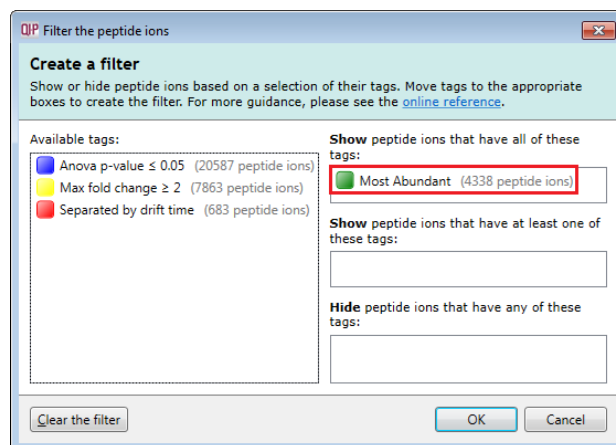 QIP Filter the peptide ions
Create a filter
Show or hide peptide ions based on a selection of their tags. Move tags to the appropriate
boxes to create the filter. For more guidance, please see the online reference.
Available tags:
Anova p-value ≤ 0.05 (20587 peptide ions)
Max fold change ≥ 2 (7863 peptide ions)
Separated by drift time (683 peptide ions)
Show peptide ions that have all of these
tags:
Most Abundant (4338 peptide ions)
Show peptide ions that have at least one of
these tags:
Hide peptide ions that have any of these
tags:
Clear the filter
OK
Cancel